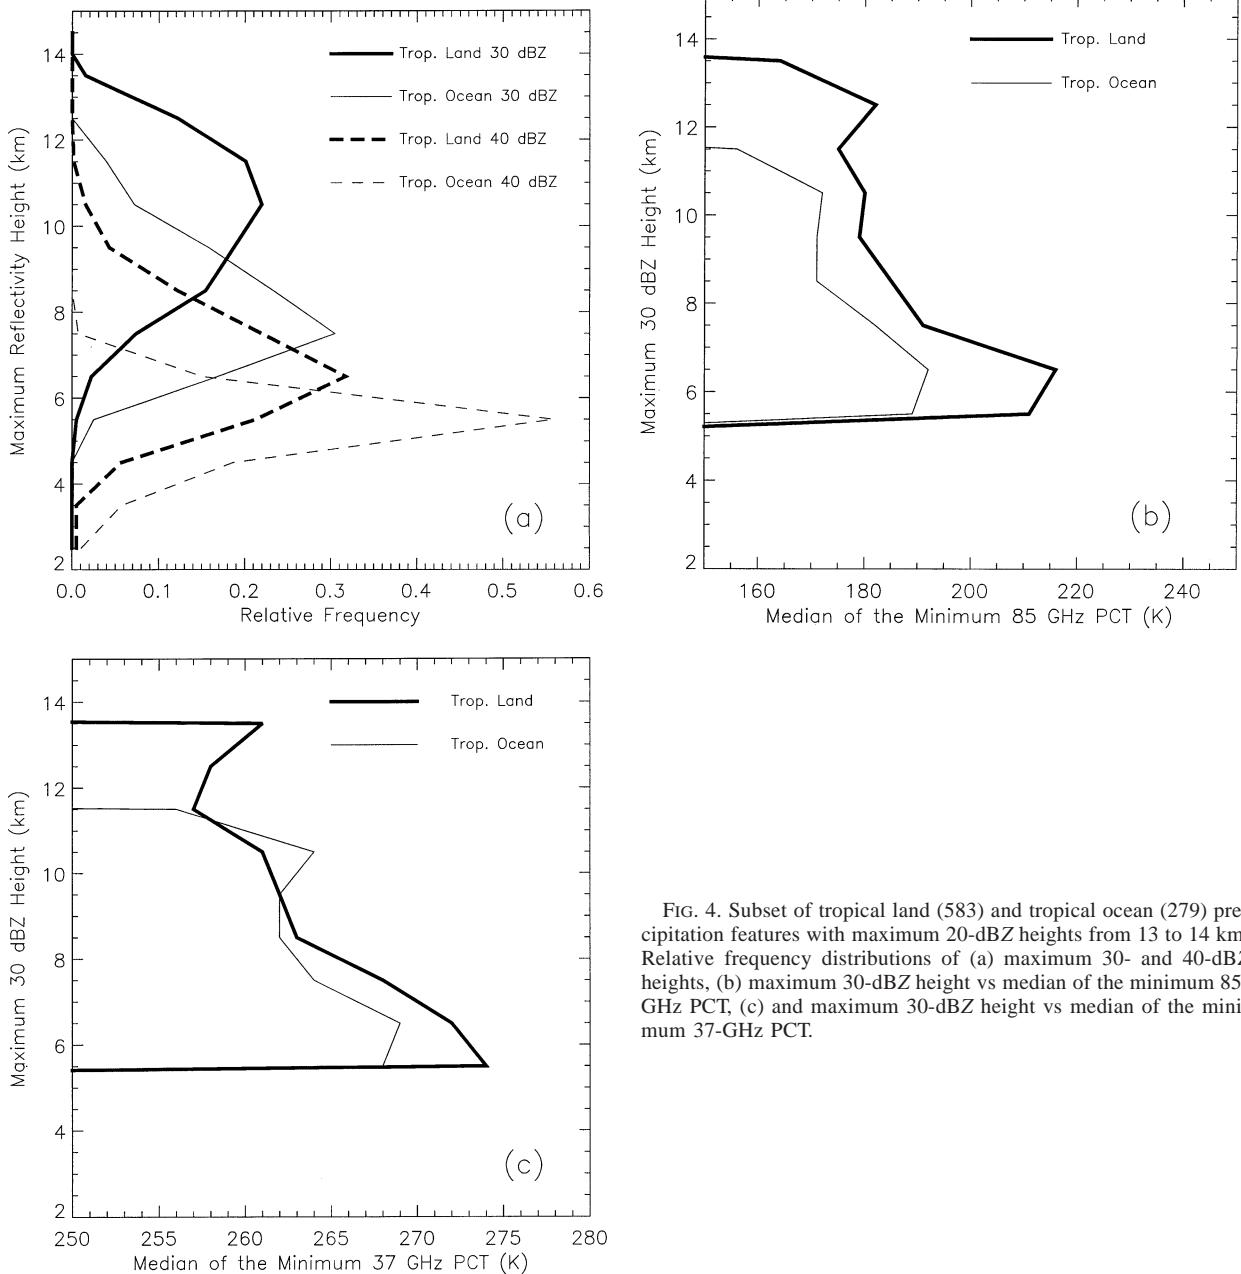 Maximum Reflectivity Height (km)
14
12
10
8
6
4
2
Trop. Land 30 dBZ
Trop. Ocean 30 dBZ
Trop. Land 40 dBZ
Trop. Ocean 40 dBZ
(a)
0.0 0.1 0.2 0.3 0.4 0.5 0.6
Relative Frequency
Maximum 30 dBZ Height (km)
14
12
10
8
6
4
2
Trop. Land
Trop. Ocean
(b)
160 180 200 220 240
Median of the Minimum 85 GHz PCT (K)
Maximum 30 dBZ Height (km)
14
12
10
8
6
4
2
Trop. Land
Trop. Ocean
(c)
250 255 260 265 270 275 280
Median of the Minimum 37 GHz PCT (K)
FIG. 4. Subset of tropical land (583) and tropical ocean (279) pre-
cipitation features with maximum 20-dBZ heights from 13 to 14 km
Relative frequency distributions of (a) maximum 30- and 40-dBZ
heights, (b) maximum 30-dBZ height vs median of the minimum 85
GHz PCT, (c) and maximum 30-dBZ height vs median of the mini
mum 37-GHz PCT.